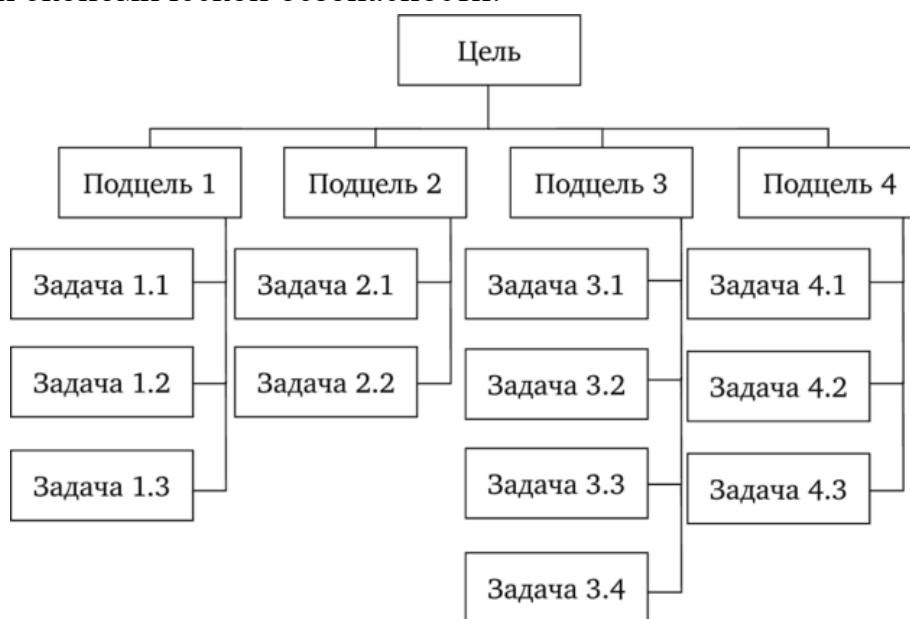 Цель
Подцель 1
Подцель 2
Подцель 3
Подцель 4
Задача 1.1
Задача 2.1
Задача 3.1
Задача 4.1
Задача 1.2
Задача 2.2
Задача 3.2
Задача 4.2
Задача 1.3
Задача 3.3
Задача 4.3
Задача 3.4